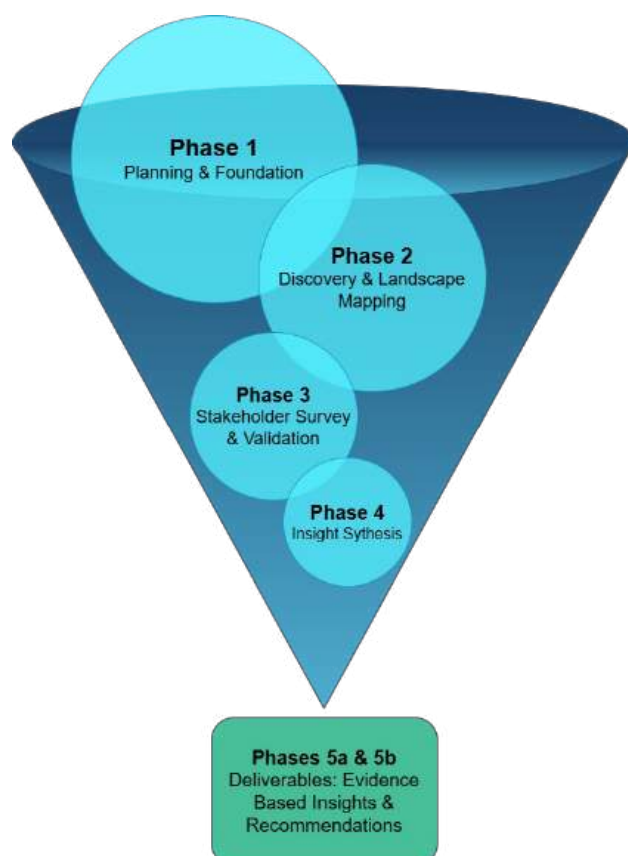 Phase 1
Planning & Foundation
Phase 2
Discovery & Landscape
Mapping
Phase 3
Stakeholder Survey
& Validation
Phase 4
Insight Sythesis
Phases 5a & 5b
Deliverables: Evidence
Based Insights &
Recommendations